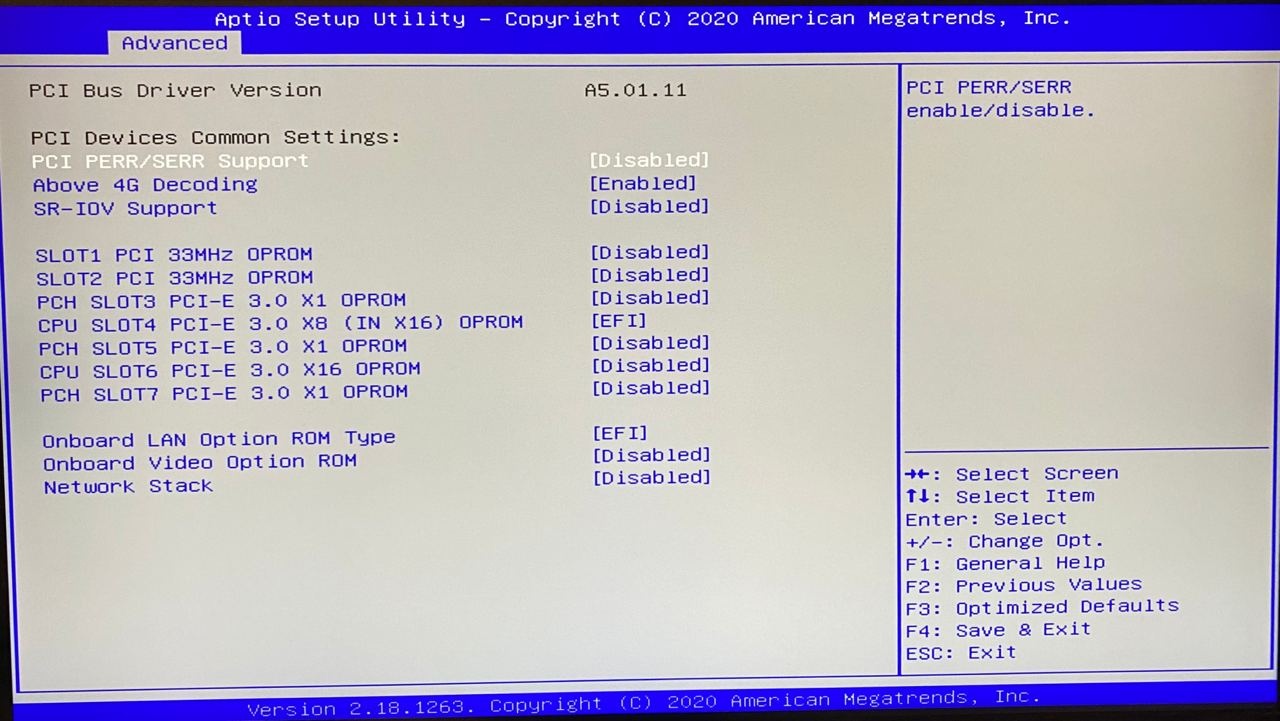 Aptio Setup Utility – Copyright (C) 2020 American Megatrends, Inc.
Advanced
PCI Bus Driver Version A5.01.11
PCI Devices Common Settings:
PCI PERR/SERR Support [Disabled]
Above 4G Decoding [Enabled]
SR-IOV Support [Disabled]
SLOT1 PCI 33MHz OPROM [Disabled]
SLOT2 PCI 33MHz OPROM [Disabled]
PCH SLOT3 PCI-E 3.0 X1 OPROM [Disabled]
CPU SLOT4 PCI-E 3.0 X8 (IN X16) OPROM [EFI]
PCH SLOT5 PCI-E 3.0 X1 OPROM [Disabled]
CPU SLOT6 PCI-E 3.0 X16 OPROM [Disabled]
PCH SLOT7 PCI-E 3.0 X1 OPROM [Disabled]
Onboard LAN Option ROM Type [EFI]
Onboard Video Option ROM [Disabled]
Network Stack [Disabled]
PCI PERR/SERR
enable/disable.
→←: Select Screen
↑↓: Select Item
Enter: Select
+/-: Change Opt.
F1: General Help
F2: Previous Values
F3: Optimized Defaults
F4: Save & Exit
ESC: Exit
Version 2.18.1263. Copyright (C) 2020 American Megatrends, Inc.